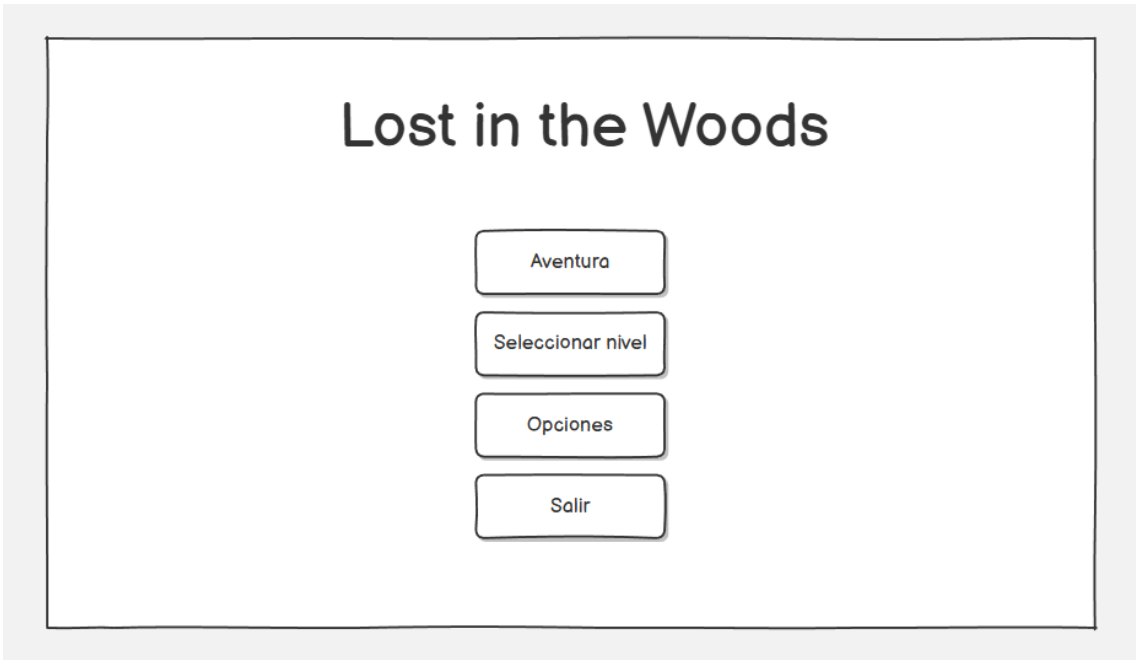 Lost in the Woods
Aventura
Seleccionar nivel
Opciones
Salir